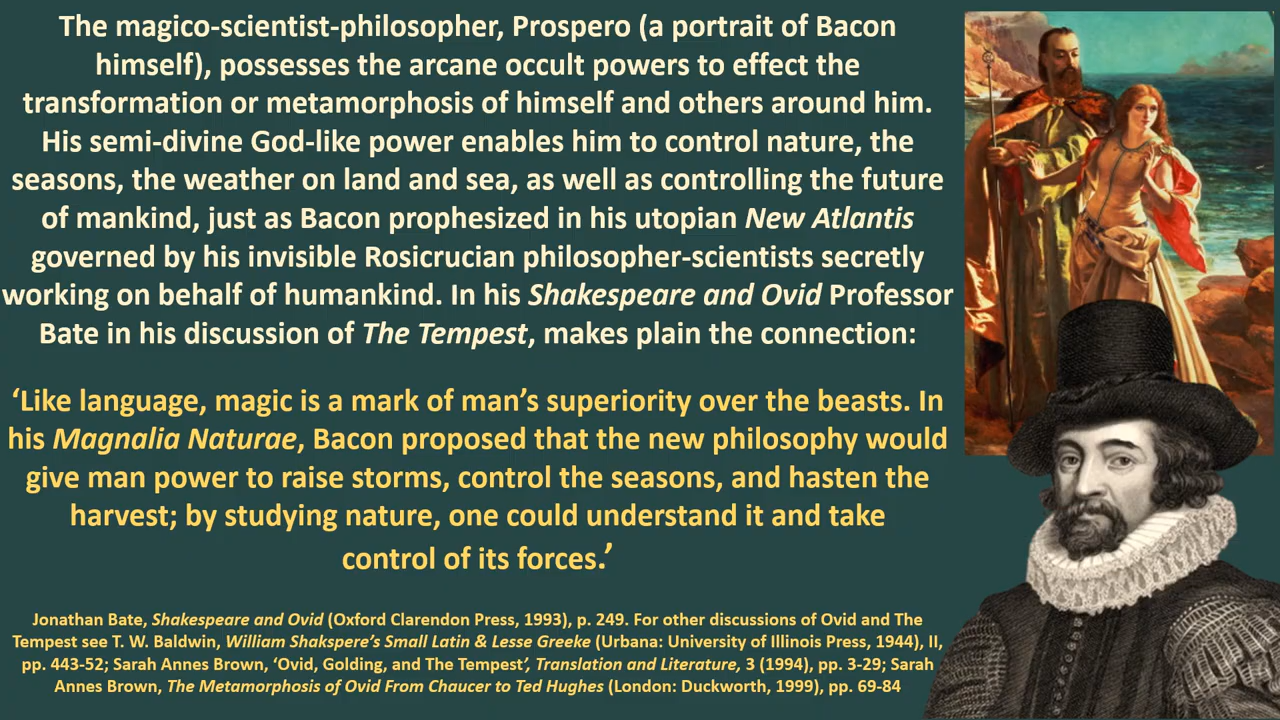 The magico-scientist-philosopher, Prospero (a portrait of Bacon
himself), possesses the arcane occult powers to effect the
transformation or metamorphosis of himself and others around him.
His semi-divine God-like power enables him to control nature, the
seasons, the weather on land and sea, as well as controlling the future
of mankind, just as Bacon prophesized in his utopian New Atlantis
governed by his invisible Rosicrucian philosopher-scientists secretly
working on behalf of humankind. In his Shakespeare and Ovid Professor
Bate in his discussion of The Tempest, makes plain the connection:
‘Like language, magic is a mark of man’s superiority over the beasts. In
his Magnalia Naturae, Bacon proposed that the new philosophy would
give man power to raise storms, control the seasons, and hasten the
harvest; by studying nature, one could understand it and take
control of its forces.’
Jonathan Bate, Shakespeare and Ovid (Oxford Clarendon Press, 1993), p. 249. For other discussions of Ovid and The
Tempest see T. W. Baldwin, William Shakspere’s Small Latin & Lesse Greeke (Urbana: University of Illinois Press, 1944), II,
pp. 443-52; Sarah Annes Brown, ‘Ovid, Golding, and The Tempest’, Translation and Literature, 3 (1994), pp. 3-29; Sarah
Annes Brown, The Metamorphosis of Ovid From Chaucer to Ted Hughes (London: Duckworth, 1999), pp. 69-84